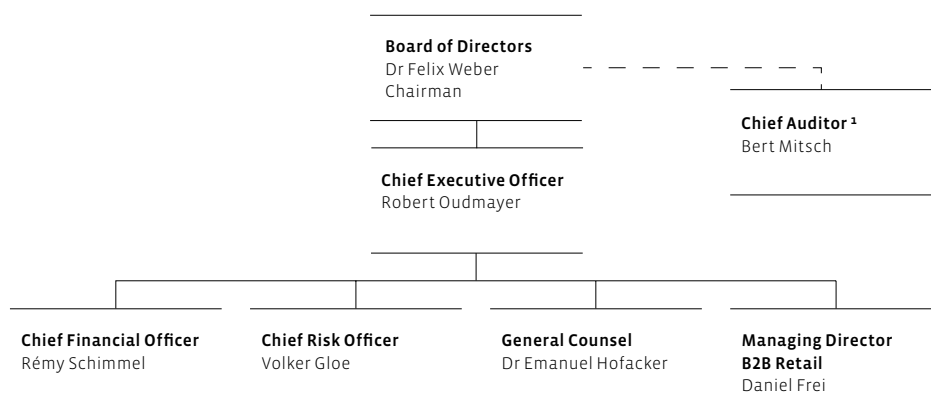 Board of Directors
Dr Felix Weber
Chairman
Chief Auditor ¹
Bert Mitsch
Chief Executive Officer
Robert Oudmayer
Chief Financial Officer
Rémy Schimmel
Chief Risk Officer
Volker Gloe
General Counsel
Dr Emanuel Hofacker
Managing Director
B2B Retail
Daniel Frei